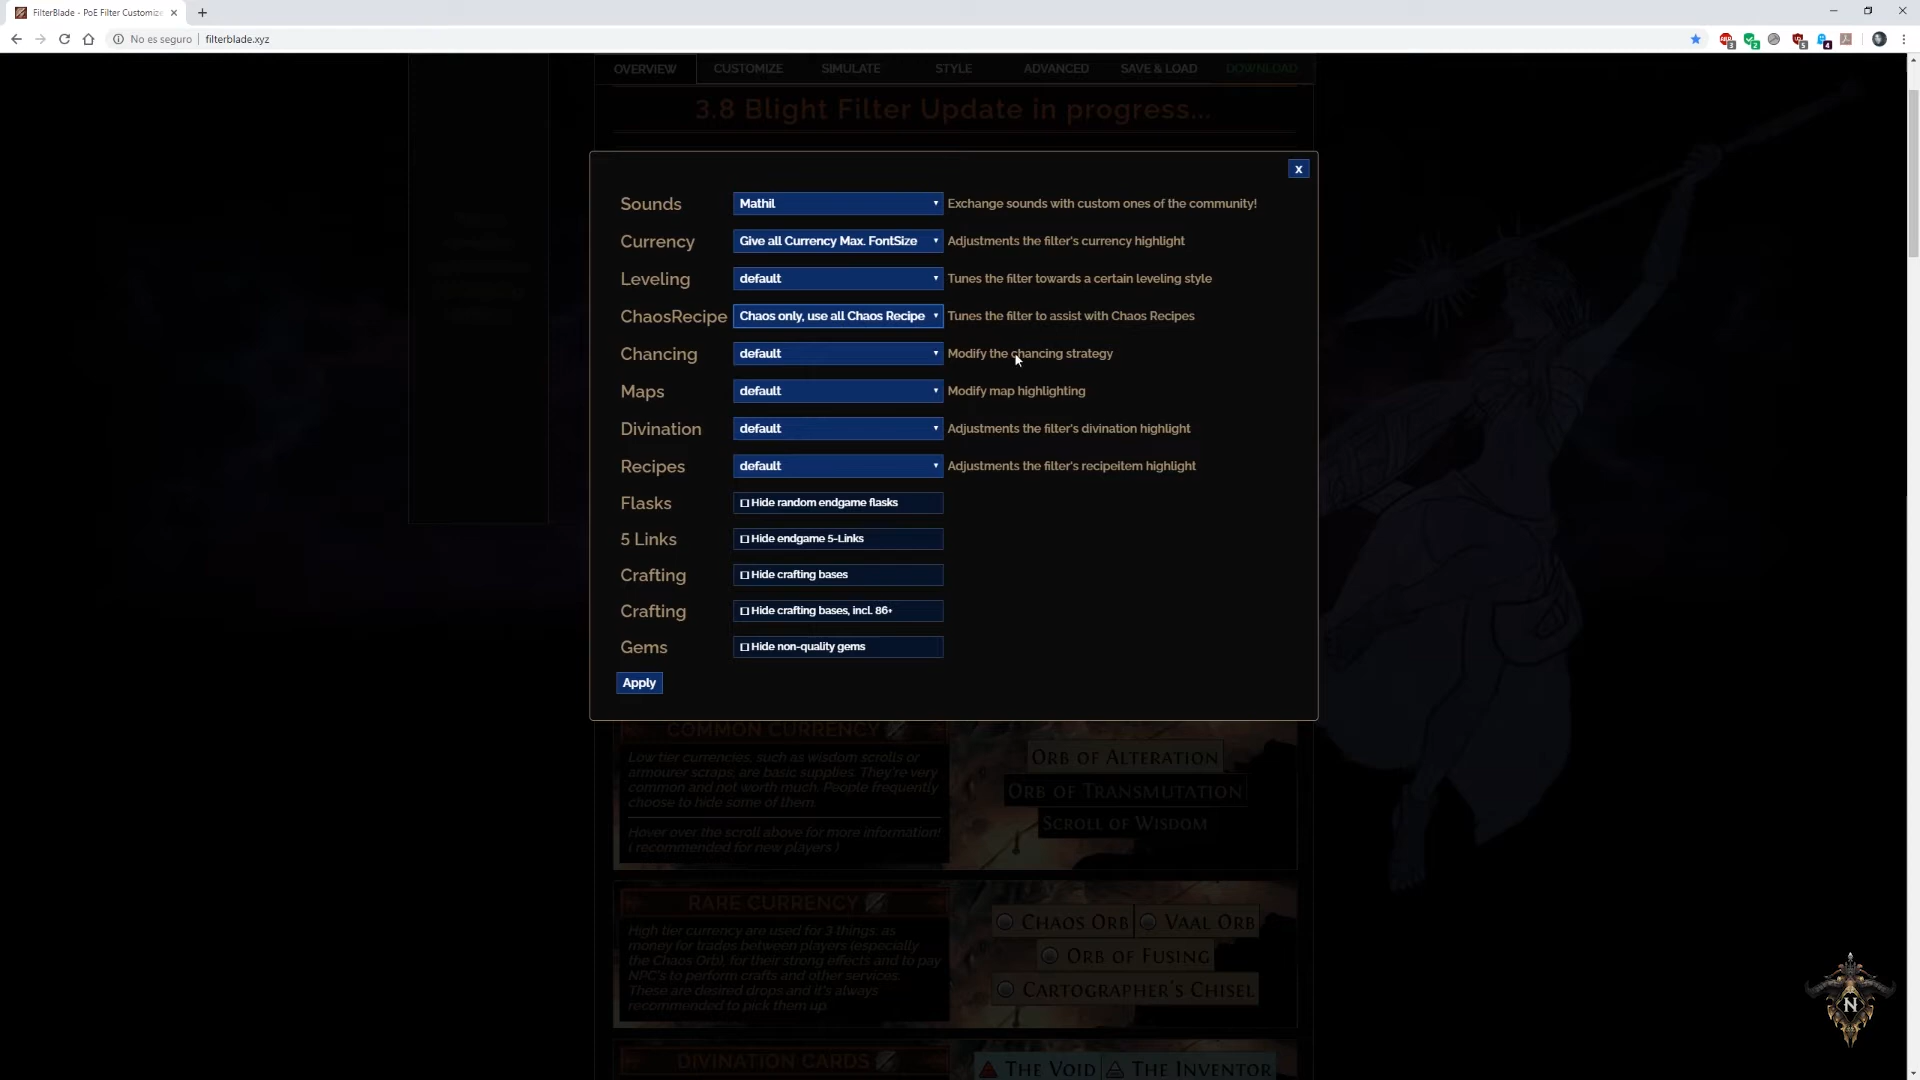 FilterBlade - PoE Filter Customize
No es seguro
filterblade.xyz
OVERVIEW
CUSTOMIZE
SIMULATE
STYLE
ADVANCED
SAVE & LOAD
DOWNLOAD
3.8 Blight Filter Update in progress...
X
Sounds Mathil Exchange sounds with custom ones of the community!
Currency Give all Currency Max. FontSize Adjustments the filter's currency highlight
Leveling default Tunes the filter towards a certain leveling style
ChaosRecipe Chaos only, use all Chaos Recipe Tunes the filter to assist with Chaos Recipes
Chancing default Modify the chancing strategy
Maps default Modify map highlighting
Divination default Adjustments the filter's divination highlight
Recipes default Adjustments the filter's recipeitem highlight
Flasks Hide random endgame flasks
5 Links Hide endgame 5-Links
Crafting Hide crafting bases
Crafting Hide crafting bases, incl. 86+
Gems Hide non-quality gems
Apply
COMMON CURRENCY
Low tier currencies, such as wisdom scrolls or
armourer scraps, are basic supplies. They're very
common and not worth much. People frequently
choose to hide some of them.
Hover over the scroll above for more information!
( recommended for new players )
ORB OF ALTERATION
ORB OF TRANSMUTATION
SCROLL OF WISDOM
RARE CURRENCY
High tier currency are used for 3 things: as
money for trades between players (especially
the Chaos Orb), for their strong effects and to pay
NPC's to perform crafts and other services.
These are desired drops and it's always
recommended to pick them up.
CHAOS ORB
VAAL ORB
ORB OF FUSING
CARTOGRAPHER'S CHISEL
DIVINATION CARDS
THE VOID
THE INVENTOR
N